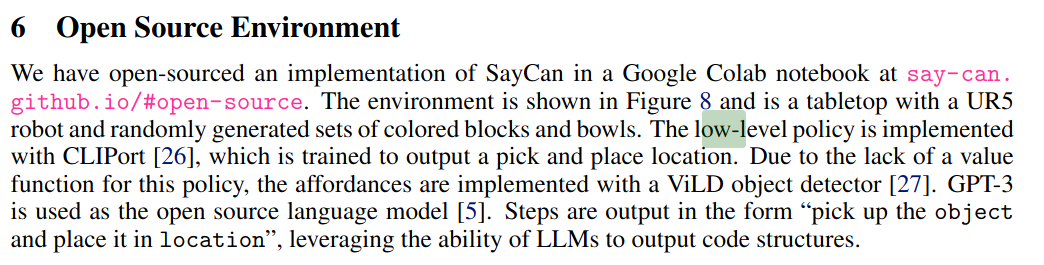 6 Open Source Environment
We have open-sourced an implementation of SayCan in a Google Colab notebook at say-can.
github.io/#open-source. The environment is shown in Figure 8 and is a tabletop with a UR5
robot and randomly generated sets of colored blocks and bowls. The low-level policy is implemented
with CLIPort [26], which is trained to output a pick and place location. Due to the lack of a value
function for this policy, the affordances are implemented with a ViLD object detector [27]. GPT-3
is used as the open source language model [5]. Steps are output in the form “pick up the object
and place it in location”, leveraging the ability of LLMs to output code structures.